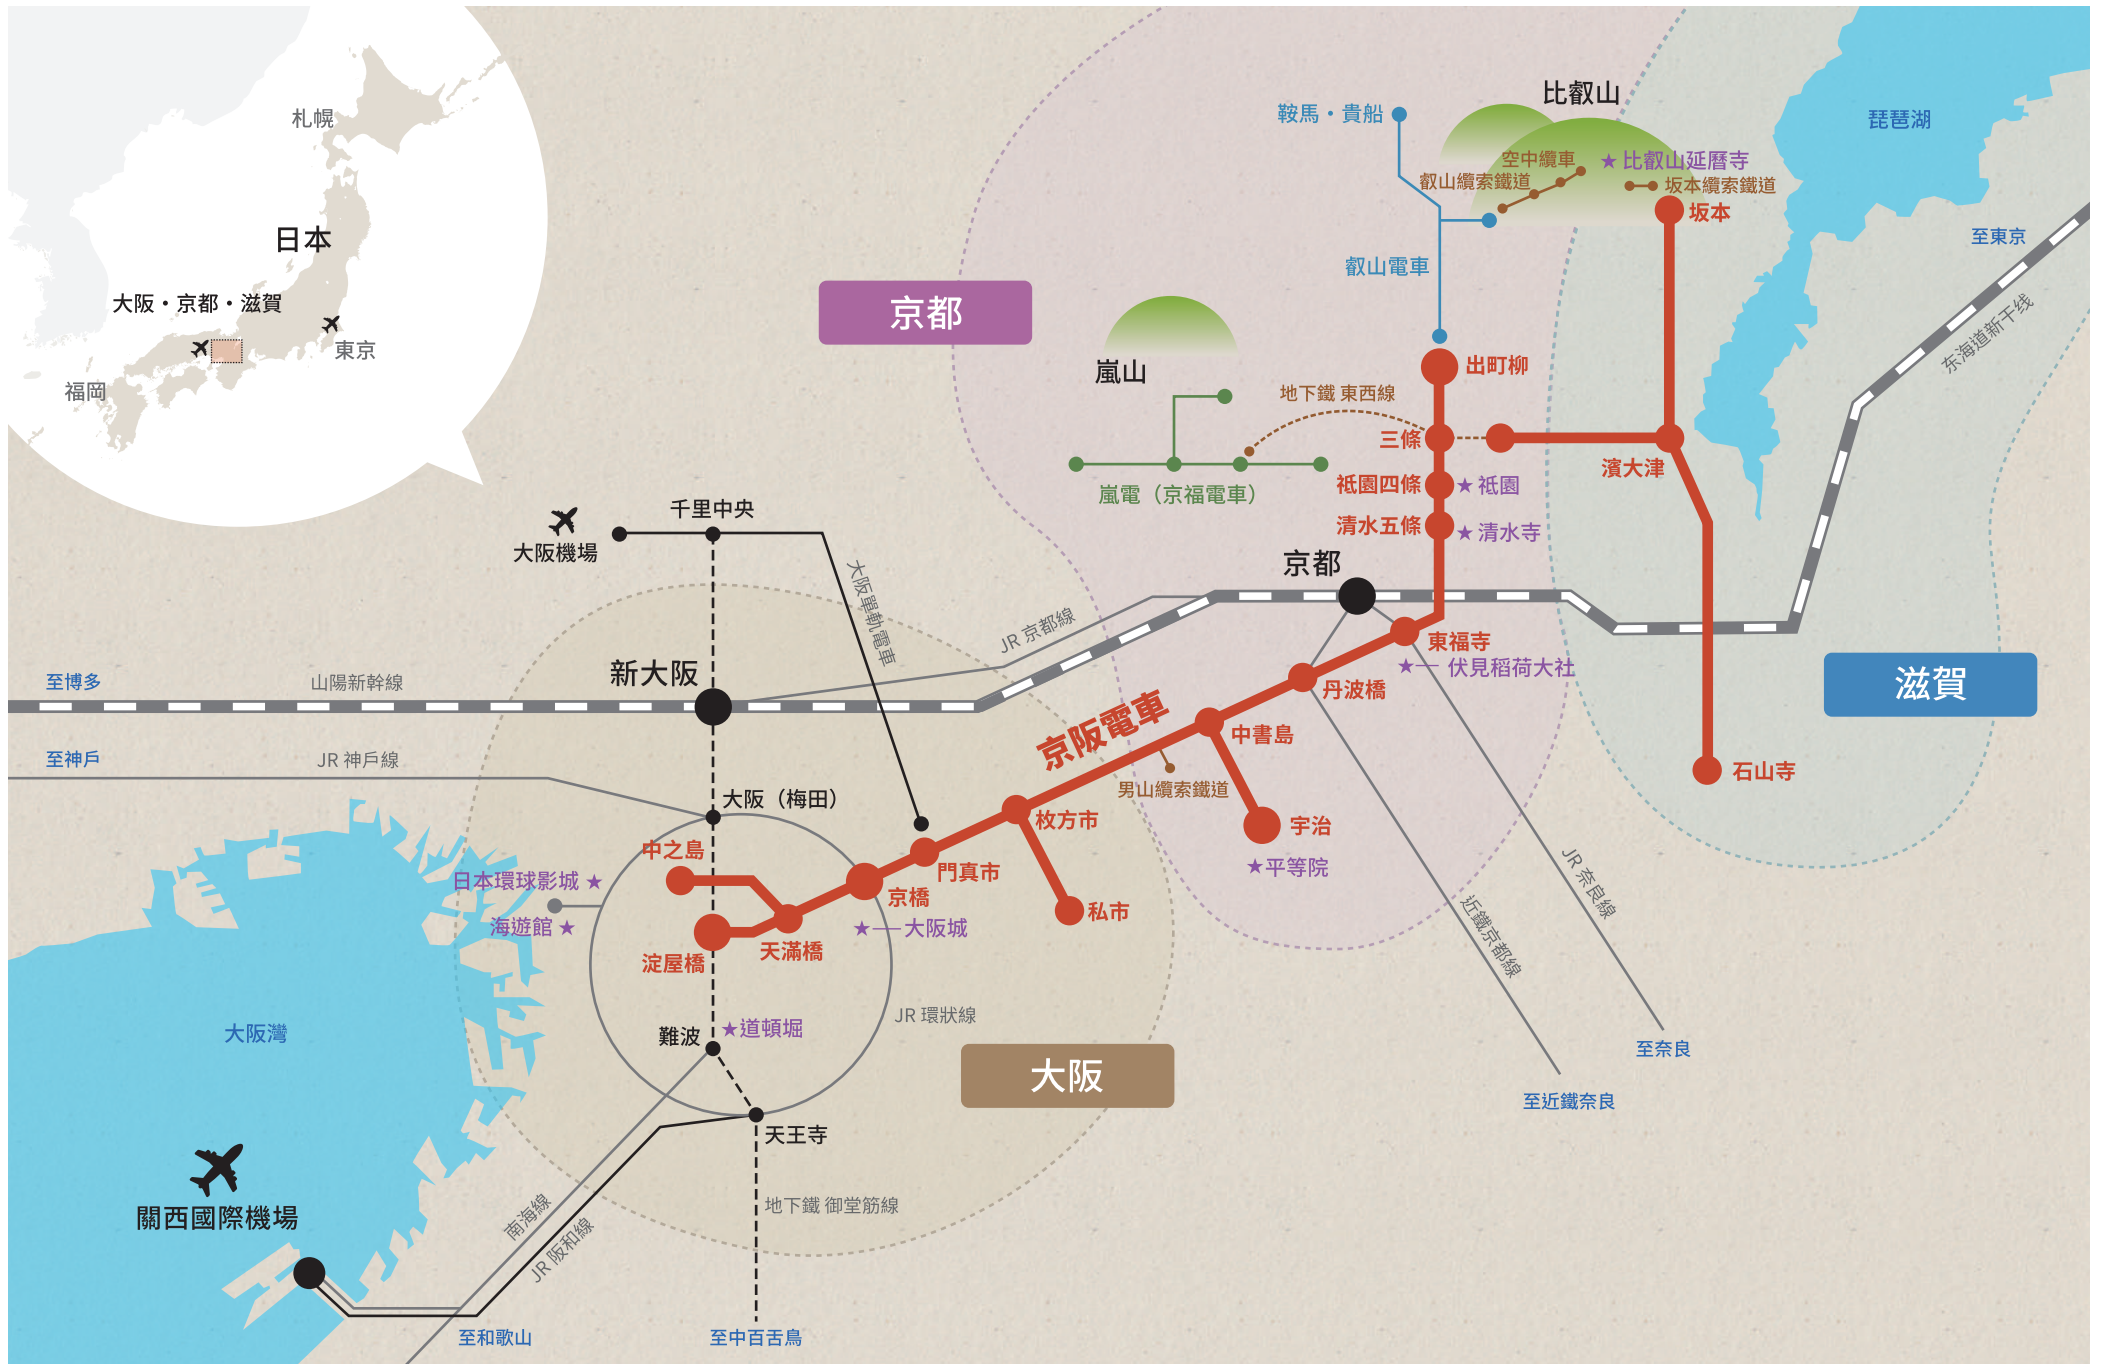 札幌
日本
大阪・京都・滋賀
東京
福岡
比叡山
鞍馬・貴船
空中纜車
★比叡山延曆寺
叡山纜索鐵道
坂本纜索鐵道
坂本
琵琶湖
至東京
叡山電車
京都
东海道新干线
嵐山
出町柳
地下鐵 東西線
三條
濱大津
嵐電（京福電車）
祇園四條
★祇園
清水五條
★清水寺
千里中央
大阪機場
大阪單軌電車
京都
JR 京都線
東福寺
★伏見稻荷大社
新大阪
至博多
山陽新幹線
丹波橋
滋賀
京阪電車
中書島
至神戶
JR 神戶線
石山寺
男山纜索鐵道
大阪（梅田）
枚方市
宇治
★平等院
中之島
門真市
日本環球影城★
京橋
私市
JR 奈良線
海遊館★
★大阪城
近鐵京都線
天滿橋
淀屋橋
JR 環狀線
大阪灣
難波
★道頓堀
大阪
至奈良
至近鐵奈良
天王寺
關西國際機場
南海線
JR 阪和線
地下鐵 御堂筋線
至和歌山
至中百舌鳥